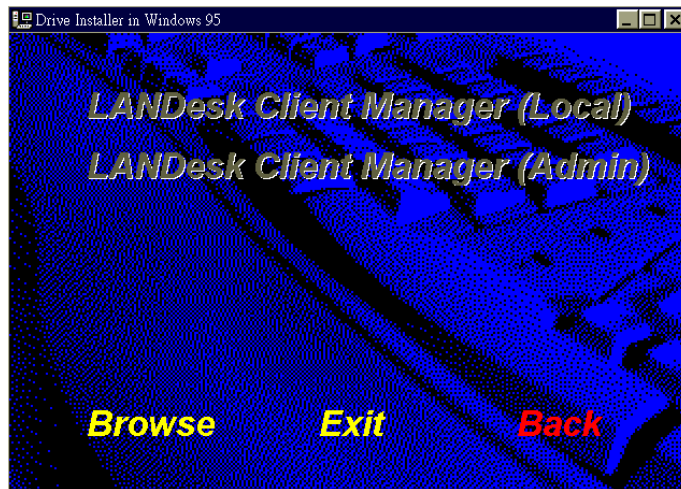 Drive Installer in Windows 95
LANDesk Client Manager (Local)
LANDesk Client Manager (Admin)
Browse Exit Back